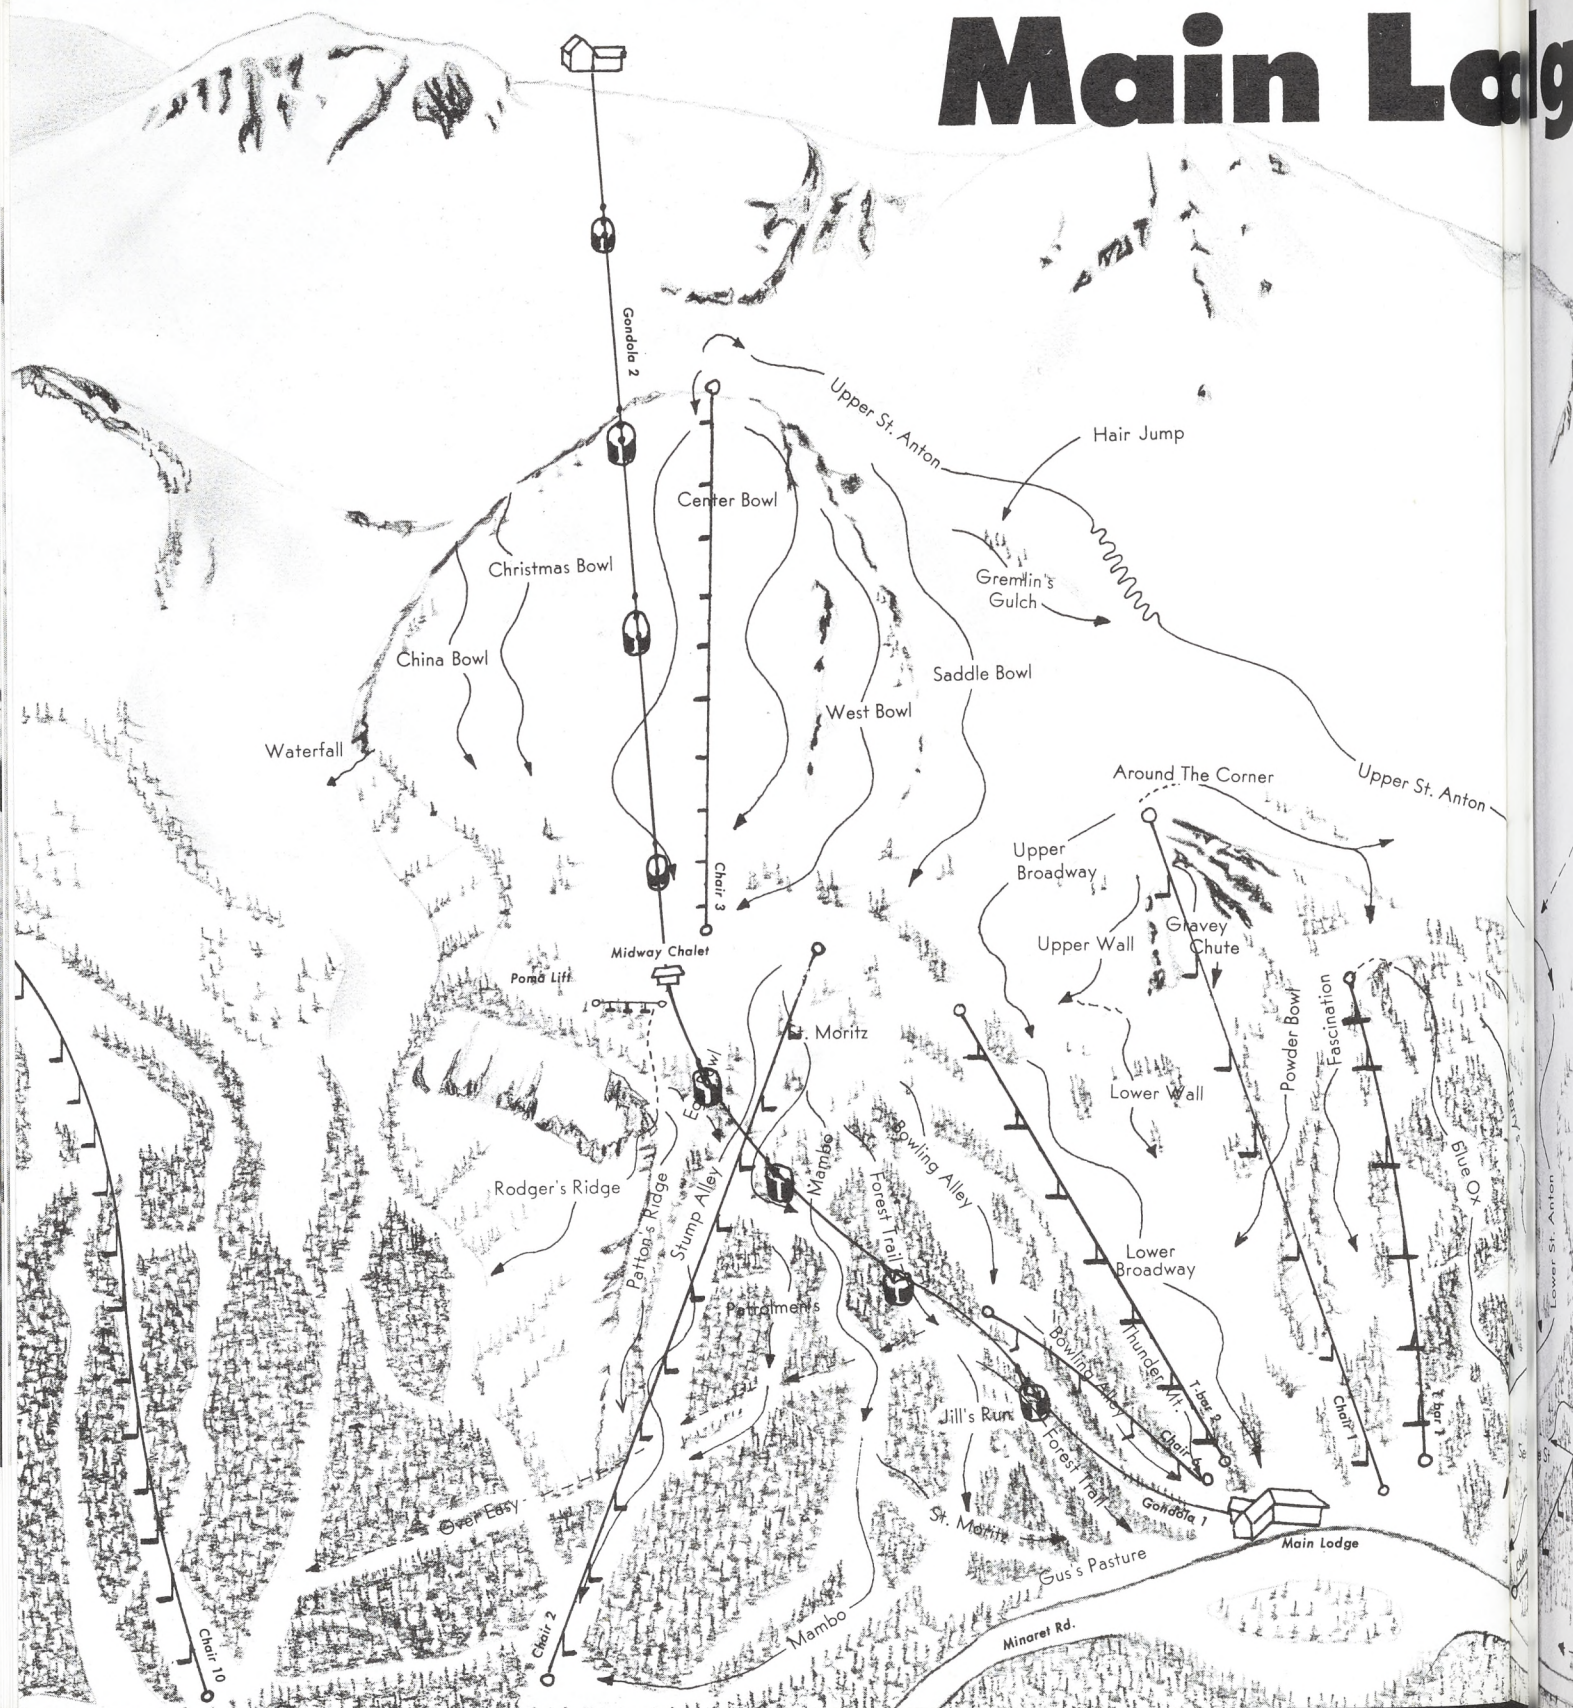 Main Lodg
Gondola 2
Upper St. Anton
Hair Jump
Center Bowl
Christmas Bowl
Gremlin's
Gulch
China Bowl
Saddle Bowl
West Bowl
Waterfall
Around The Corner
Upper St. Anton
Upper
Broadway
Chair 3
Gravey
Chute
Upper Wall
Midway Chalet
Poma Lift
St. Moritz
Powder Bowl
Fascination
Lower Wall
Blue Ox
Mambo
Bowling Alley
Forest Trail
Rodger's Ridge
Patton's Ridge
Stump Alley
Lower
Broadway
Lower St. Anton
Patrolmen's
Bowling Alley
Thunder Mt.
T-bar 2
Chair 1
T-bar 1
Jill's Run
Forest Trail
Chair 6
Over Easy
Gondola 1
St. Moritz
Main Lodge
Gus's Pasture
Mambo
Minaret Rd.
Chair 2
Chair 10